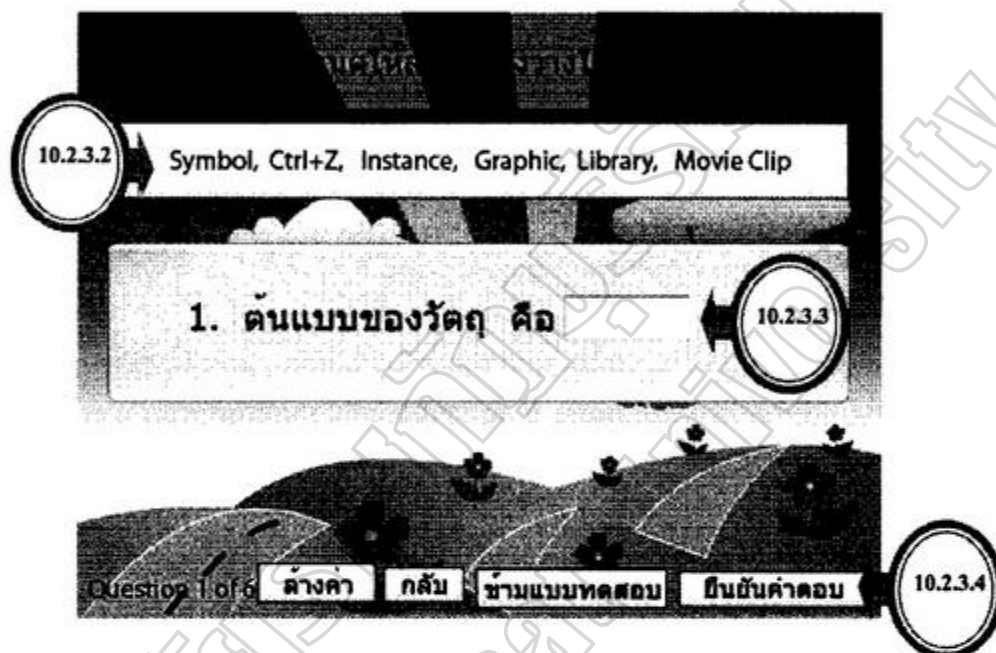 10.2.3.2
Symbol, Ctrl+Z, Instance, Graphic, Library, Movie Clip
1. ต้นแบบของวัตถุ คือ
10.2.3.3
Question 1 of 6 ล้างค่า กลับ ข้ามแบบทดสอบ ยืนยันคำตอบ
10.2.3.4